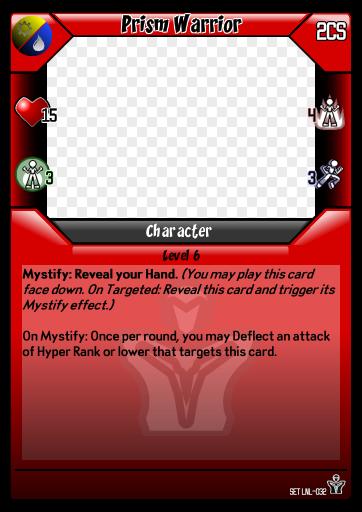 Prism Warrior
2CS
15
4
3
3
Character
Level 6
Mystify: Reveal your Hand. (You may play this card
face down. On Targeted: Reveal this card and trigger its
Mystify effect.)
On Mystify: Once per round, you may Deflect an attack
of Hyper Rank or lower that targets this card.
SET LNL-032